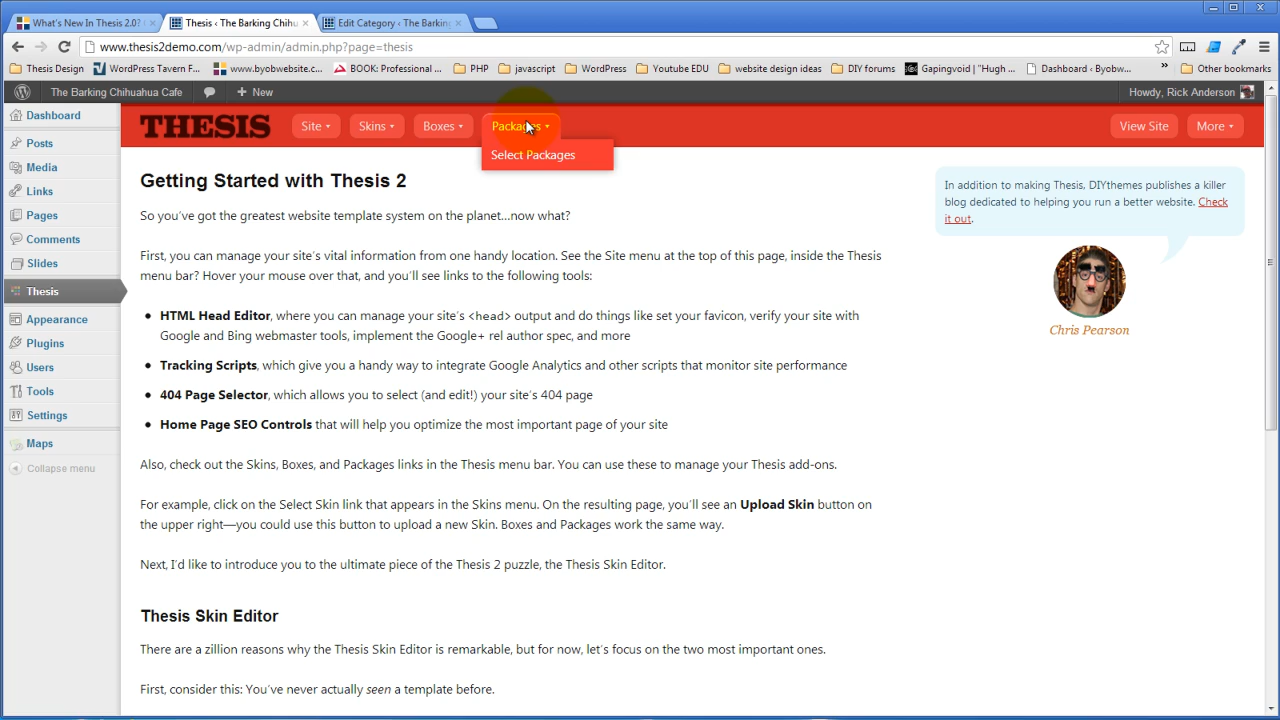 What's New In Thesis 2.0?
Thesis ‹ The Barking Chihu
Edit Category ‹ The Barking
www.thesis2demo.com/wp-admin/admin.php?page=thesis
Thesis Design
WordPress Tavern F...
www.byobwebsite.c...
BOOK: Professional ...
PHP
javascript
WordPress
Youtube EDU
website design ideas
DIY forums
Gapingvoid | "Hugh ...
Dashboard ‹ Byobw...
»
Other bookmarks
The Barking Chihuahua Cafe
+ New
Howdy, Rick Anderson
Dashboard
Posts
Media
Links
Pages
Comments
Slides
Thesis
Appearance
Plugins
Users
Tools
Settings
Maps
Collapse menu
THESIS
Site
Skins
Boxes
Packages
View Site
More
Select Packages
Getting Started with Thesis 2
So you've got the greatest website template system on the planet…now what?
First, you can manage your site's vital information from one handy location. See the Site menu at the top of this page, inside the Thesis
menu bar? Hover your mouse over that, and you'll see links to the following tools:
• HTML Head Editor, where you can manage your site's <head> output and do things like set your favicon, verify your site with
Google and Bing webmaster tools, implement the Google+ rel author spec, and more
• Tracking Scripts, which give you a handy way to integrate Google Analytics and other scripts that monitor site performance
• 404 Page Selector, which allows you to select (and edit!) your site's 404 page
• Home Page SEO Controls that will help you optimize the most important page of your site
Also, check out the Skins, Boxes, and Packages links in the Thesis menu bar. You can use these to manage your Thesis add-ons.
For example, click on the Select Skin link that appears in the Skins menu. On the resulting page, you'll see an Upload Skin button on
the upper right—you could use this button to upload a new Skin. Boxes and Packages work the same way.
Next, I'd like to introduce you to the ultimate piece of the Thesis 2 puzzle, the Thesis Skin Editor.
Thesis Skin Editor
There are a zillion reasons why the Thesis Skin Editor is remarkable, but for now, let's focus on the two most important ones.
First, consider this: You've never actually seen a template before.
In addition to making Thesis, DIYthemes publishes a killer
blog dedicated to helping you run a better website. Check
it out.
Chris Pearson